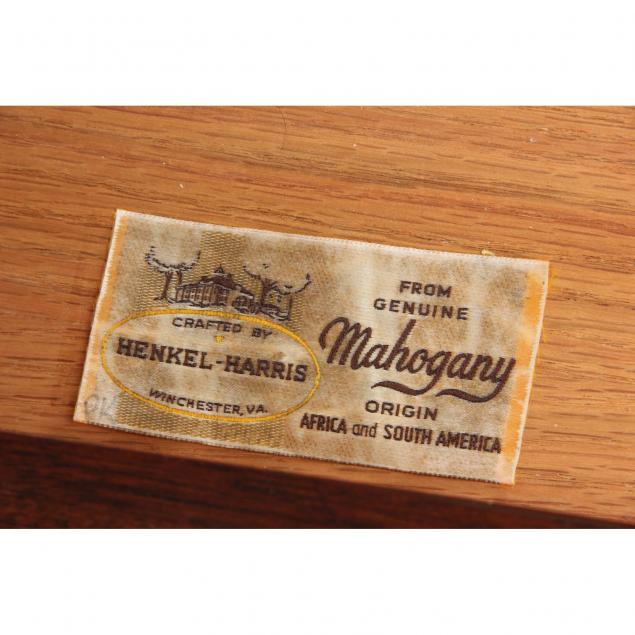 CRAFTED BY
HENKEL-HARRIS
WINCHESTER, VA.
FROM
GENUINE
Mahogany
ORIGIN
AFRICA and SOUTH AMERICA